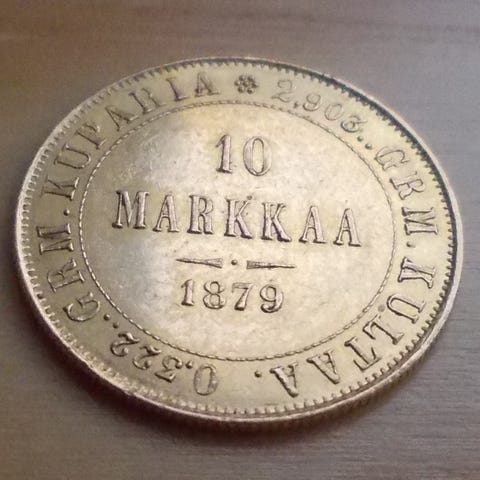 10
MARKKAA
1879
0,322.. GRM. KUPARIA
2,903.. GRM. KULTAA.